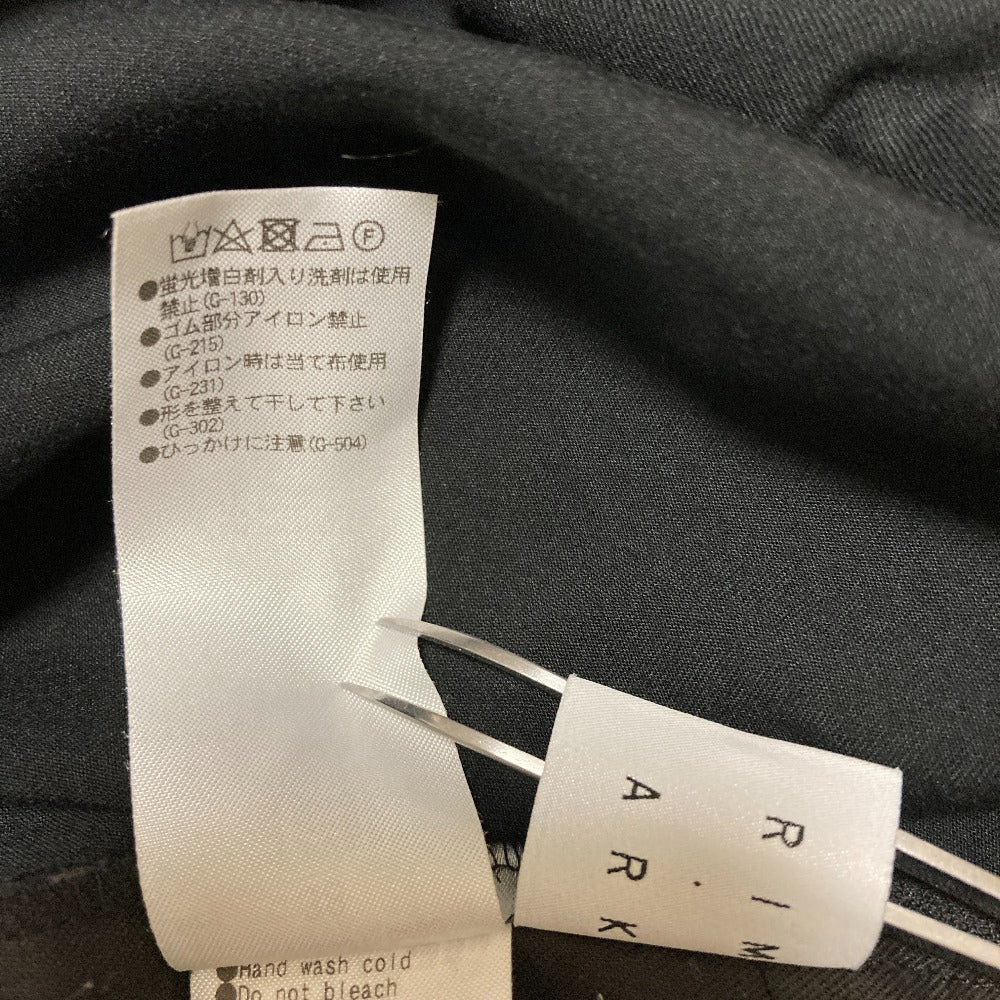 F
●蛍光増白剤入り洗剤は使用
禁止(G-130)
●ゴム部分アイロン禁止
(G-215)
●アイロン時は当て布使用
(G-231)
●形を整えて干して下さい
(G-302)
●ひっかけに注意(G-504)
RIM
.
ARK
●Hand wash cold
●Do not bleach